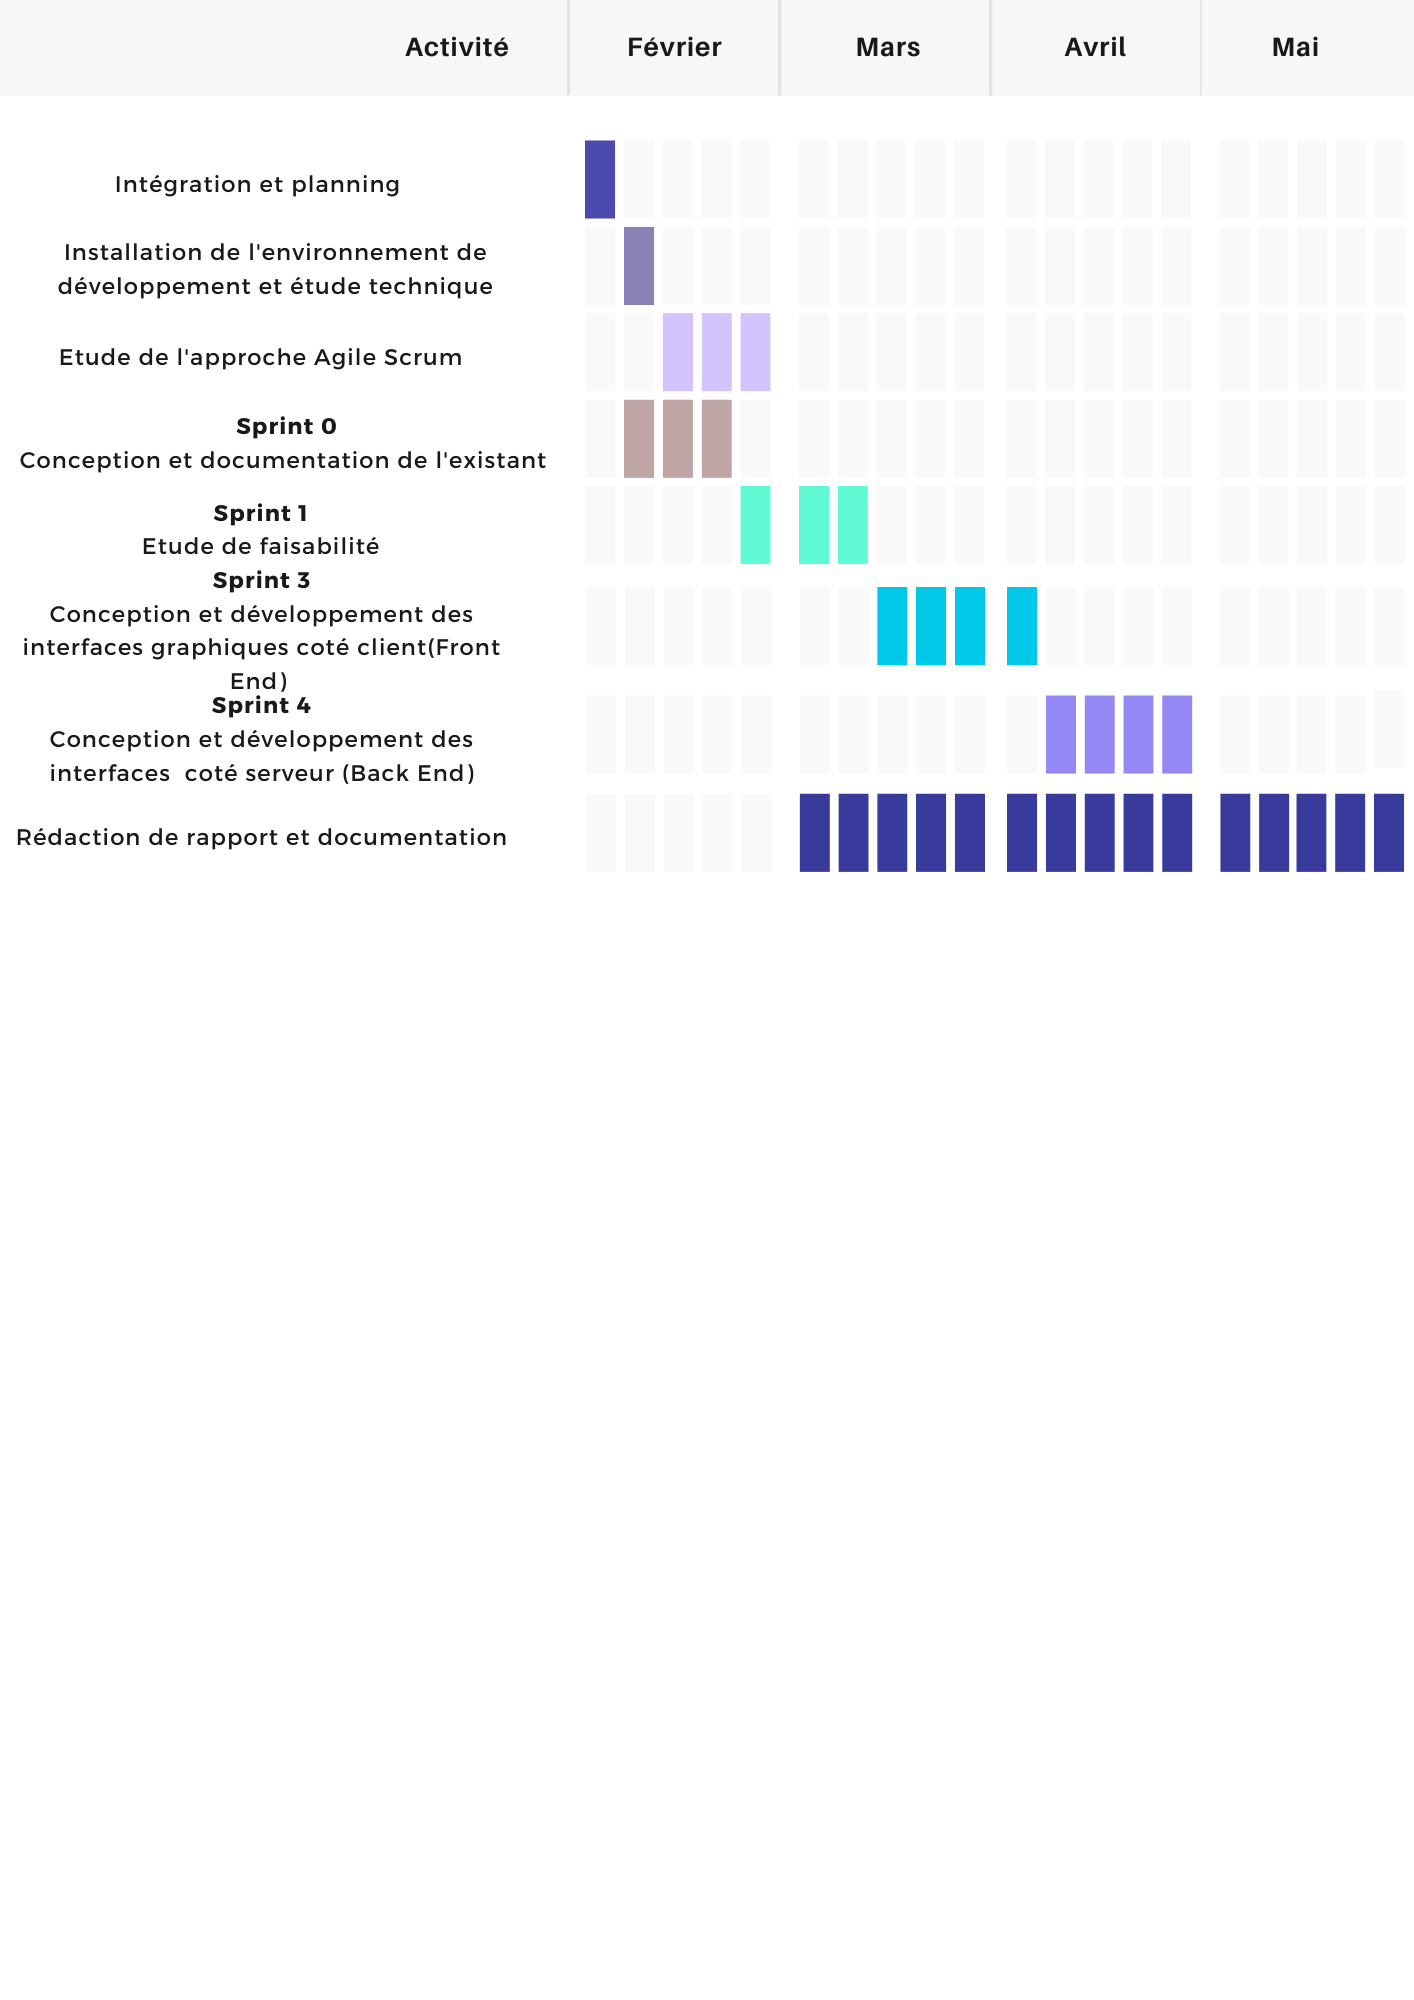 Activité Février Mars Avril Mai
Intégration et planning
Installation de l'environnement de
développement et étude technique
Etude de l'approche Agile Scrum
Sprint 0
Conception et documentation de l'existant
Sprint 1
Etude de faisabilité
Sprint 3
Conception et développement des
interfaces graphiques coté client(Front
End)
Sprint 4
Conception et développement des
interfaces  coté serveur (Back End)
Rédaction de rapport et documentation